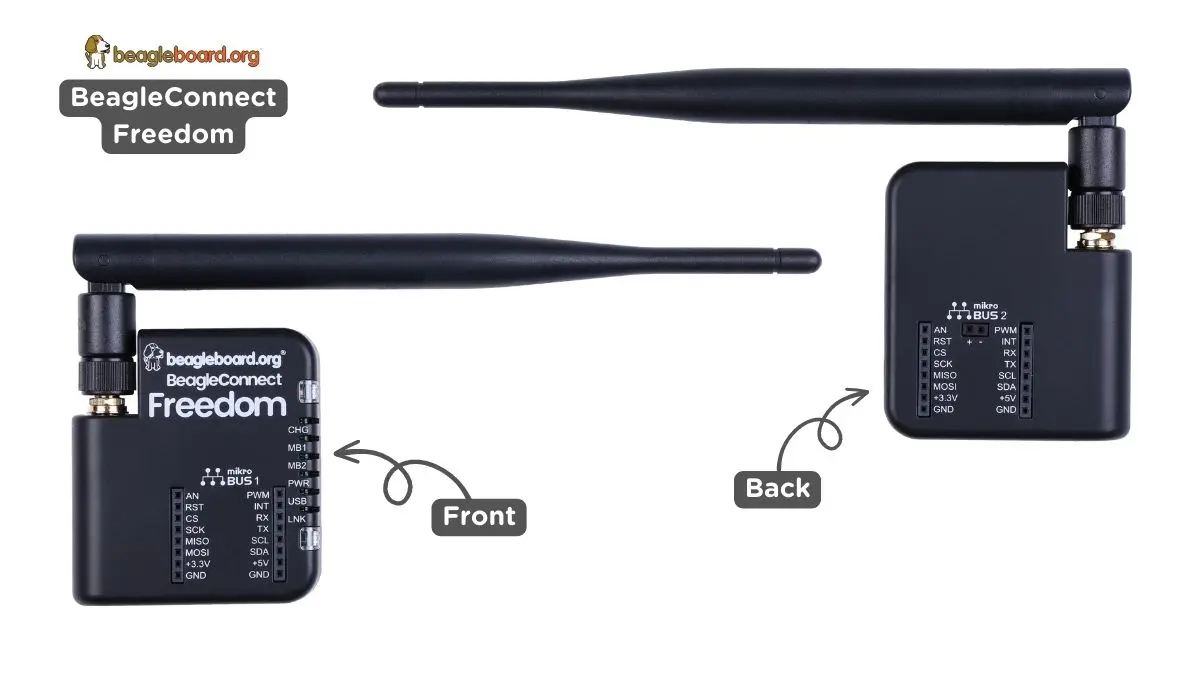 beagleboard.org
BeagleConnect
Freedom
beagleboard.org®
BeagleConnect
Freedom
CHG
MB1
MB2
PWR
USB
LNK
mikro
BUS 1
AN PWM
RST INT
CS RX
SCK TX
MISO SCL
MOSI SDA
+3.3V +5V
GND GND
Front
mikro
BUS 2
AN + - PWM
RST INT
CS RX
SCK TX
MISO SCL
MOSI SDA
+3.3V +5V
GND GND
Back